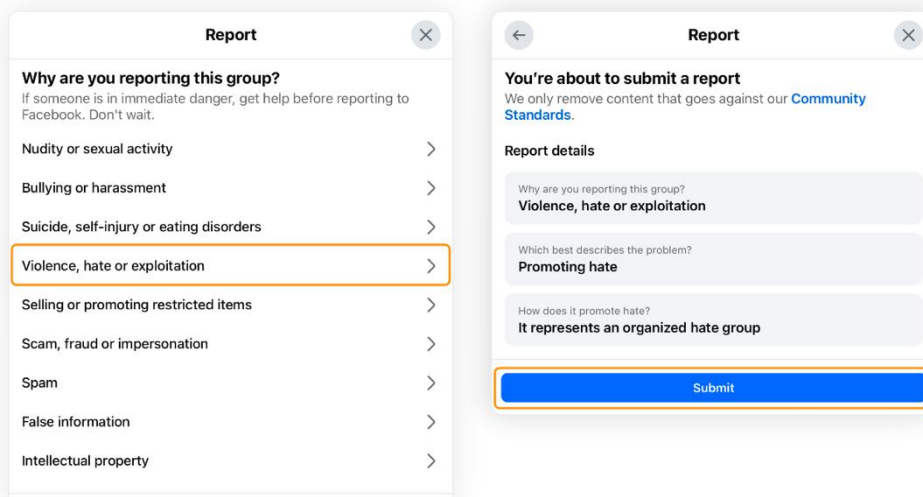 Report
Why are you reporting this group?
If someone is in immediate danger, get help before reporting to
Facebook. Don't wait.
Nudity or sexual activity
Bullying or harassment
Suicide, self-injury or eating disorders
Violence, hate or exploitation
Selling or promoting restricted items
Scam, fraud or impersonation
Spam
False information
Intellectual property
Report
You’re about to submit a report
We only remove content that goes against our Community
Standards.
Report details
Why are you reporting this group?
Violence, hate or exploitation
Which best describes the problem?
Promoting hate
How does it promote hate?
It represents an organized hate group
Submit